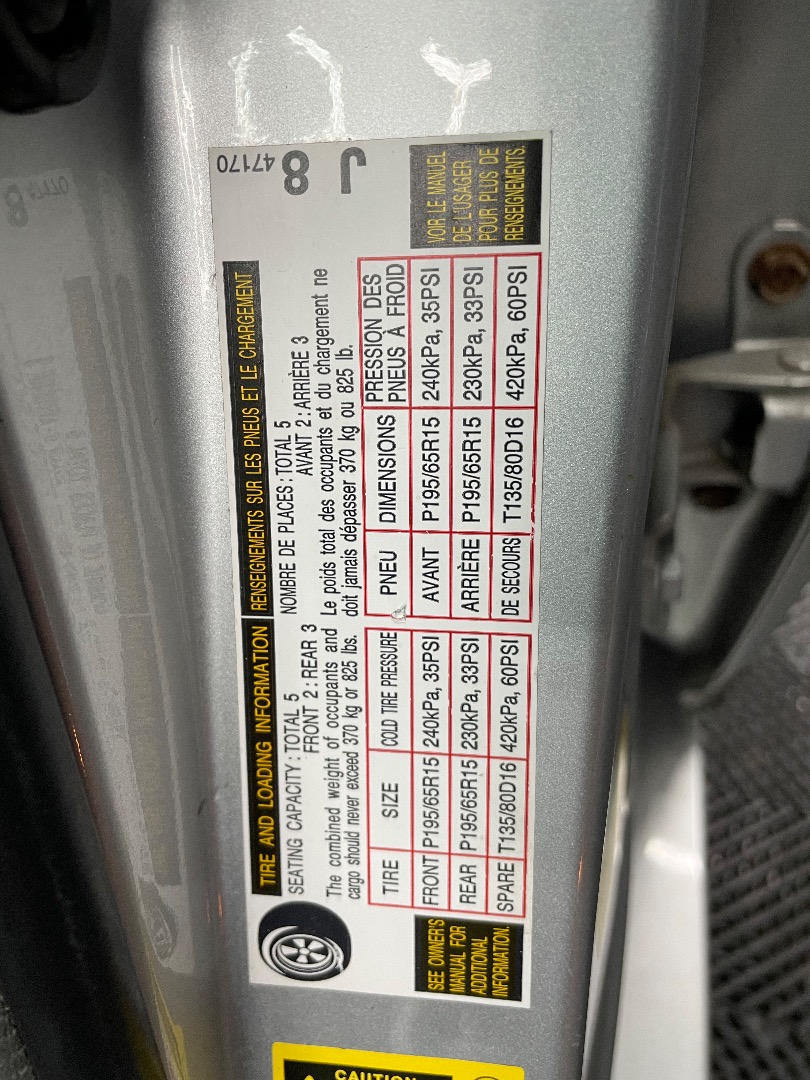 TIRE AND LOADING INFORMATION
SEATING CAPACITY: TOTAL 5
FRONT 2: REAR 3
The combined weight of occupants and
cargo should never exceed 370 kg or 825 lbs.
RENSEIGNEMENTS SUR LES PNEUS ET LE CHARGEMENT
NOMBRE DE PLACES: TOTAL 5
AVANT 2: ARRIÈRE 3
Le poids total des occupants et du chargement ne
doit jamais dépasser 370 kg ou 825 lb.
47170
8
J
TIRE SIZE COLD TIRE PRESSURE
FRONT P195/65R15 240kPa, 35PSI
REAR P195/65R15 230kPa, 33PSI
SPARE T135/80D16 420kPa, 60PSI
PNEU DIMENSIONS PRESSION DES PNEUS À FROID
AVANT P195/65R15 240kPa, 35PSI
ARRIÈRE P195/65R15 230kPa, 33PSI
DE SECOURS T135/80D16 420kPa, 60PSI
SEE OWNER'S
MANUAL FOR
ADDITIONAL
INFORMATION.
VOIR LE MANUEL
DE L'USAGER
POUR PLUS DE
RENSEIGNEMENTS.
CAUTION